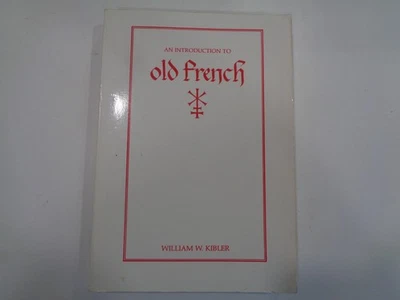 AN INTRODUCTION TO
old french
WILLIAM W. KIBLER